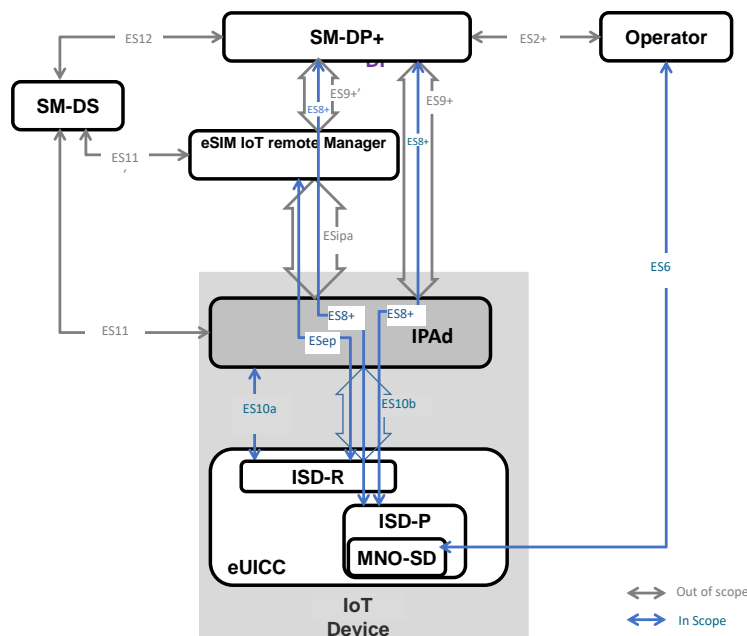 ES12
SM-DP+
DP
ES2+
Operator
SM-DS
ES9+’
ES8+
ES9+
ES8+
eSIM IoT remote Manager
ES11
’
ESipa
ES6
ES8+
ES8+
ES11
IPAd
ESep
ES10a
ES10b
ISD-R
ISD-P
MNO-SD
eUICC
Out of scope
IoT
Device
In Scope